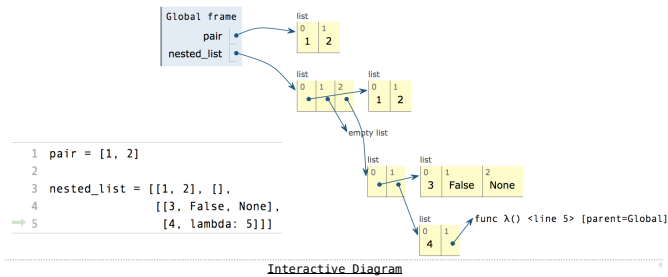 Global frame
pair
nested_list
list
0 1
1 2
list
0 1 2
list
0 1
1 2
empty list
list
0 1
list
0 1 2
3 False None
list
0 1
4
func λ() <line 5> [parent=Global]
1 pair = [1, 2]
2
3 nested_list = [[1, 2], [],
4 [[3, False, None],
5 [4, lambda: 5]]]
Interactive Diagram
5